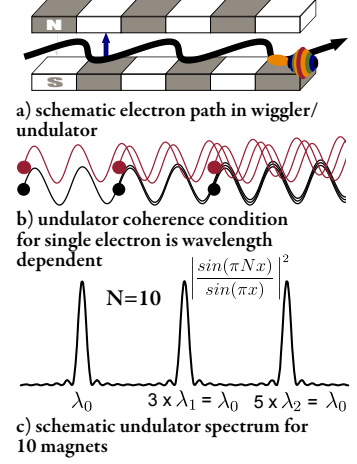 N
S
a) schematic electron path in wiggler/
undulator
b) undulator coherence condition
for single electron is wavelength
dependent
|sin(πNx)/sin(πx)|²
N=10
λ₀ 3 x λ₁ = λ₀ 5 x λ₂ = λ₀
c) schematic undulator spectrum for
10 magnets